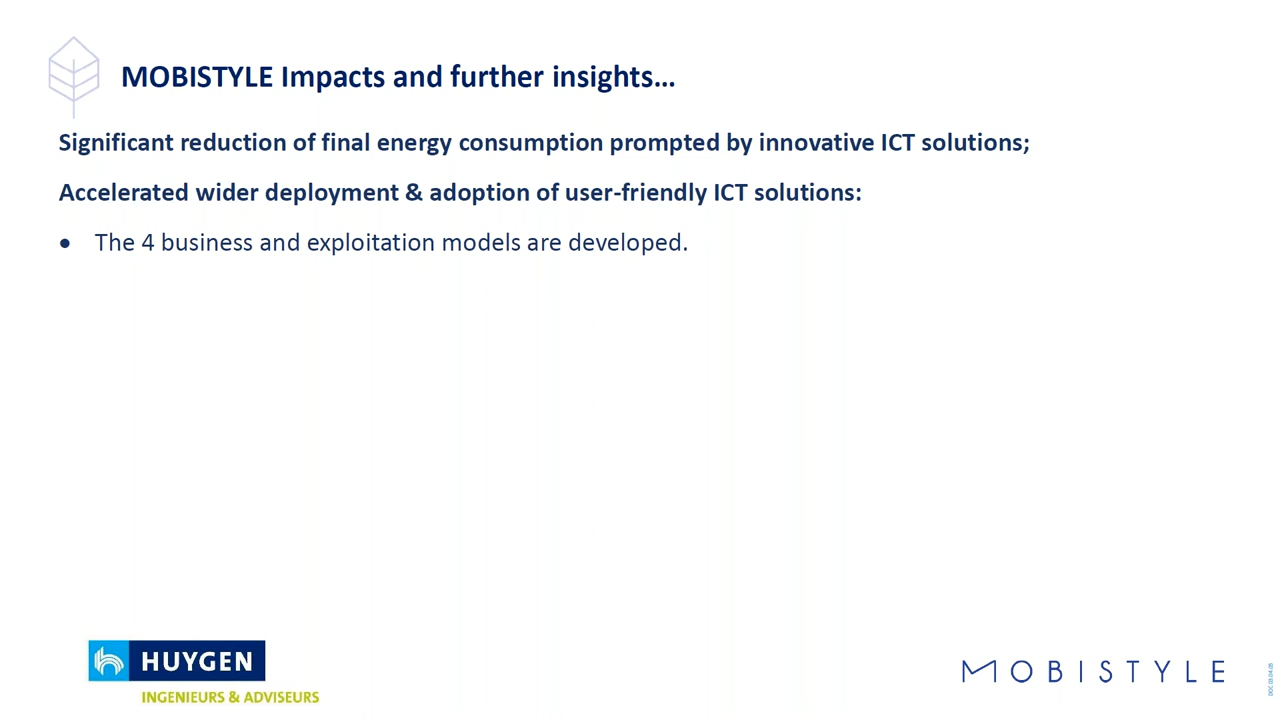 MOBISTYLE Impacts and further insights…
Significant reduction of final energy consumption prompted by innovative ICT solutions;
Accelerated wider deployment & adoption of user-friendly ICT solutions:
● The 4 business and exploitation models are developed.
HUYGEN
INGENIEURS & ADVISEURS
MOBISTYLE